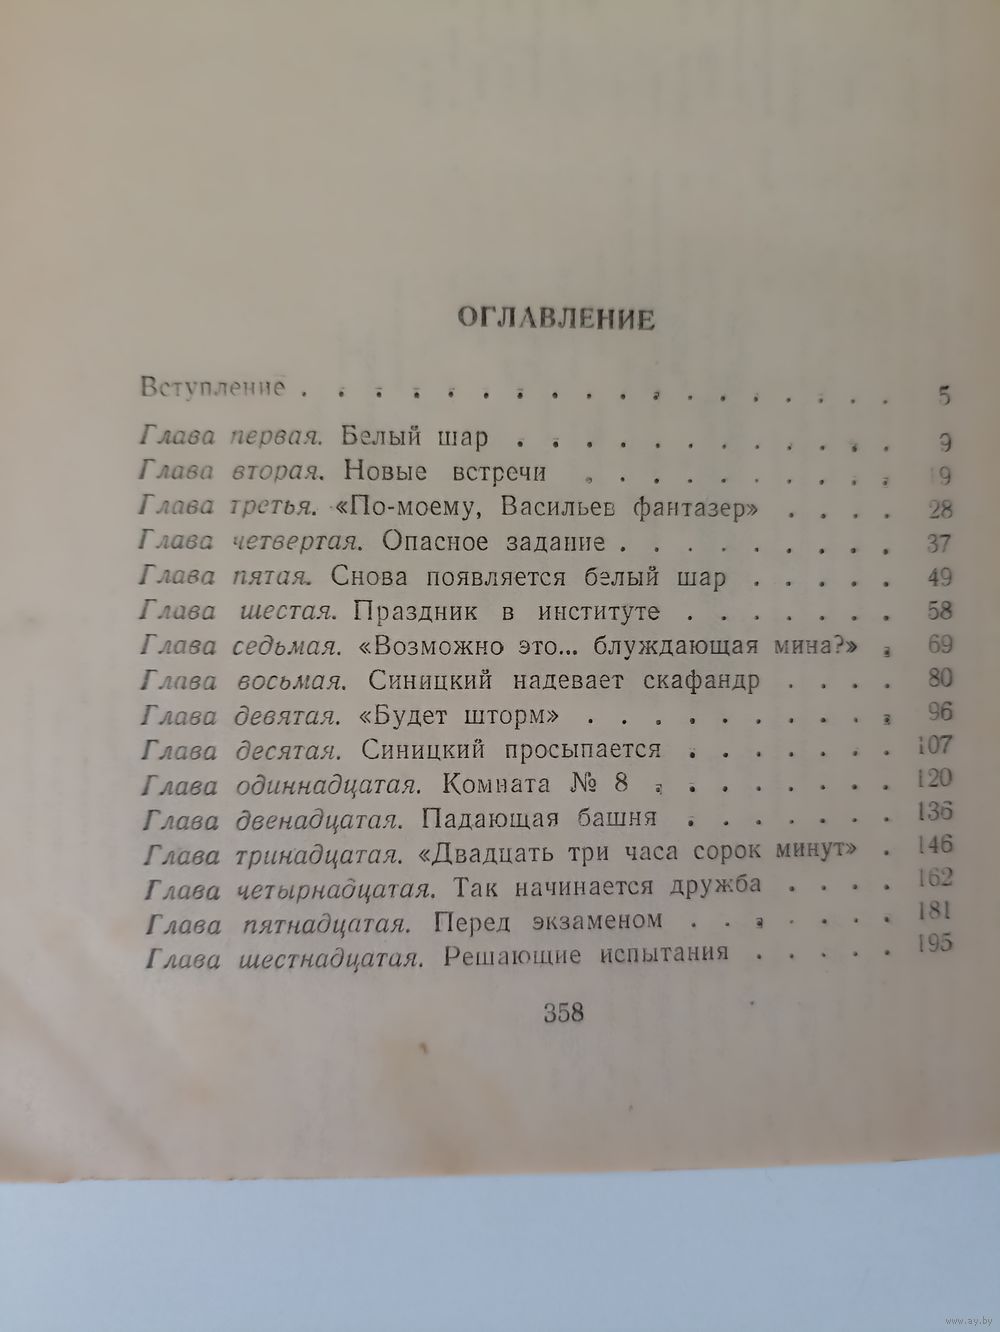 ОГЛАВЛЕНИЕ
Вступление . . . . . . . . . . . . . . . . . . 5
Глава первая. Белый шар . . . . . . . . . . . . 9
Глава вторая. Новые встречи . . . . . . . . . . 19
Глава третья. «По-моему, Васильев фантазер» . . . . 28
Глава четвертая. Опасное задание . . . . . . . . . 37
Глава пятая. Снова появляется белый шар . . . . . 49
Глава шестая. Праздник в институте . . . . . . . 58
Глава седьмая. «Возможно это... блуждающая мина?» . 69
Глава восьмая. Синицкий надевает скафандр . . . . 80
Глава девятая. «Будет шторм» . . . . . . . . . . 96
Глава десятая. Синицкий просыпается . . . . . . . 107
Глава одиннадцатая. Комната № 8 . . . . . . . . 120
Глава двенадцатая. Падающая башня . . . . . . . 136
Глава тринадцатая. «Двадцать три часа сорок минут» . 146
Глава четырнадцатая. Так начинается дружба . . . . 162
Глава пятнадцатая. Перед экзаменом . . . . . . . 181
Глава шестнадцатая. Решающие испытания . . . . . 195
358
www.ay.by